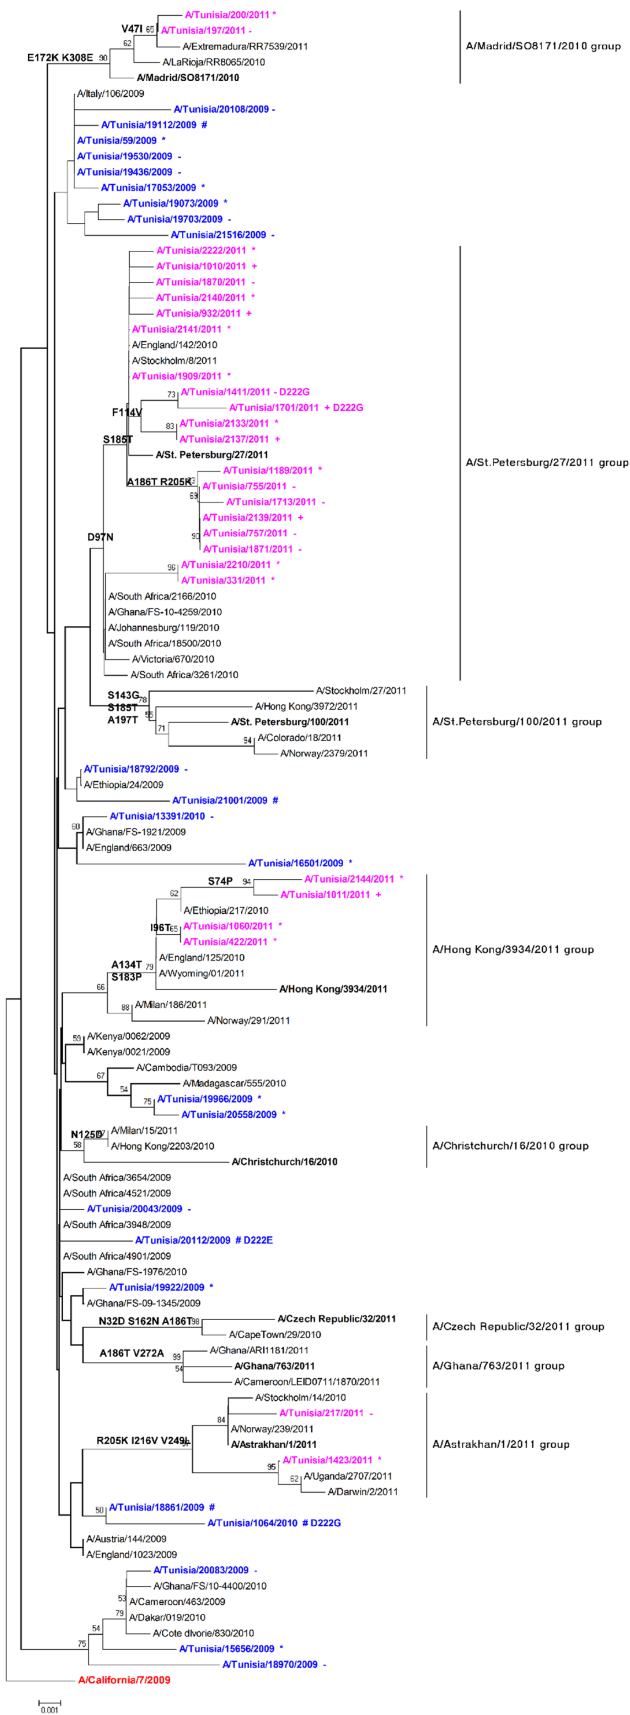 A/Tunisia/200/2011 *
V47I 65 A/Tunisia/197/2011 -
62 A/Extremadura/RR7539/2011
A/Madrid/SO8171/2010 group
E172K K308E 90 A/LaRioja/RR8065/2010
A/Madrid/SO8171/2010
A/Italy/106/2009
A/Tunisia/20108/2009 -
A/Tunisia/19112/2009 #
A/Tunisia/59/2009 *
A/Tunisia/19530/2009 -
A/Tunisia/19436/2009 -
A/Tunisia/17053/2009 *
A/Tunisia/19073/2009 *
A/Tunisia/19703/2009 -
A/Tunisia/21516/2009 -
A/Tunisia/2222/2011 *
A/Tunisia/1010/2011 +
A/Tunisia/1870/2011 -
A/Tunisia/2140/2011 *
A/Tunisia/932/2011 +
A/Tunisia/2141/2011 *
A/England/142/2010
A/Stockholm/8/2011
A/Tunisia/1909/2011 *
73 A/Tunisia/1411/2011 - D222G
F114V A/Tunisia/1701/2011 + D222G
83 A/Tunisia/2133/2011 *
S185T A/Tunisia/2137/2011 +
A/St. Petersburg/27/2011
A/St.Petersburg/27/2011 group
A/Tunisia/1189/2011 *
A186T R205K A/Tunisia/755/2011 -
69 A/Tunisia/1713/2011 -
A/Tunisia/2139/2011 +
D97N 90 A/Tunisia/757/2011 -
A/Tunisia/1871/2011 -
96 A/Tunisia/2210/2011 *
A/Tunisia/331/2011 *
A/South Africa/2166/2010
A/Ghana/FS-10-4259/2010
A/Johannesburg/119/2010
A/South Africa/18500/2010
A/Victoria/670/2010
A/South Africa/3261/2010
S143G 78 A/Stockholm/27/2011
S185T A/Hong Kong/3972/2011
A197T 55 A/St. Petersburg/100/2011
A/St.Petersburg/100/2011 group
71 A/Colorado/18/2011
94 A/Norway/2379/2011
A/Tunisia/18792/2009 -
A/Ethiopia/24/2009
A/Tunisia/21001/2009 #
A/Tunisia/13391/2010 -
60 A/Ghana/FS-1921/2009
A/England/663/2009
A/Tunisia/16501/2009 *
S74P 94 A/Tunisia/2144/2011 *
62 A/Tunisia/1011/2011 +
A/Ethiopia/217/2010
I96T 65 A/Tunisia/1060/2011 *
A/Tunisia/422/2011 *
A/Hong Kong/3934/2011 group
A/England/125/2010
A134T 79 A/Wyoming/01/2011
S183P
66 A/Hong Kong/3934/2011
88 A/Milan/186/2011
A/Norway/291/2011
59 A/Kenya/0062/2009
A/Kenya/0021/2009
A/Cambodia/T093/2009
67 A/Madagascar/555/2010
54
75 A/Tunisia/19966/2009 *
A/Tunisia/20558/2009 *
N125D A/Milan/15/2011
58 A/Hong Kong/2203/2010
A/Christchurch/16/2010 group
A/Christchurch/16/2010
A/South Africa/3654/2009
A/South Africa/4521/2009
A/Tunisia/20043/2009 -
A/South Africa/3948/2009
A/Tunisia/20112/2009 # D222E
A/South Africa/4901/2009
A/Ghana/FS-1976/2010
A/Tunisia/19922/2009 *
A/Ghana/FS-09-1345/2009
N32D S162N A186T 98 A/Czech Republic/32/2011
A/Czech Republic/32/2011 group
A/CapeTown/29/2010
A186T V272A 99 A/Ghana/ARI1181/2011
54 A/Ghana/763/2011
A/Ghana/763/2011 group
A/Cameroon/LEID0711/1870/2011
A/Stockholm/14/2010
84 A/Tunisia/217/2011 -
A/Norway/239/2011
R205K I216V V249L A/Astrakhan/1/2011
A/Astrakhan/1/2011 group
95 A/Tunisia/1423/2011 *
62 A/Uganda/2707/2011
A/Darwin/2/2011
50 A/Tunisia/18861/2009 #
A/Tunisia/1064/2010 # D222G
A/Austria/144/2009
A/England/1023/2009
A/Tunisia/20083/2009 -
A/Ghana/FS/10-4400/2010
53 A/Cameroon/463/2009
79 A/Dakar/019/2010
54 A/Cote dIvorie/830/2010
75 A/Tunisia/15656/2009 *
A/Tunisia/18970/2009 -
A/California/7/2009
0.001